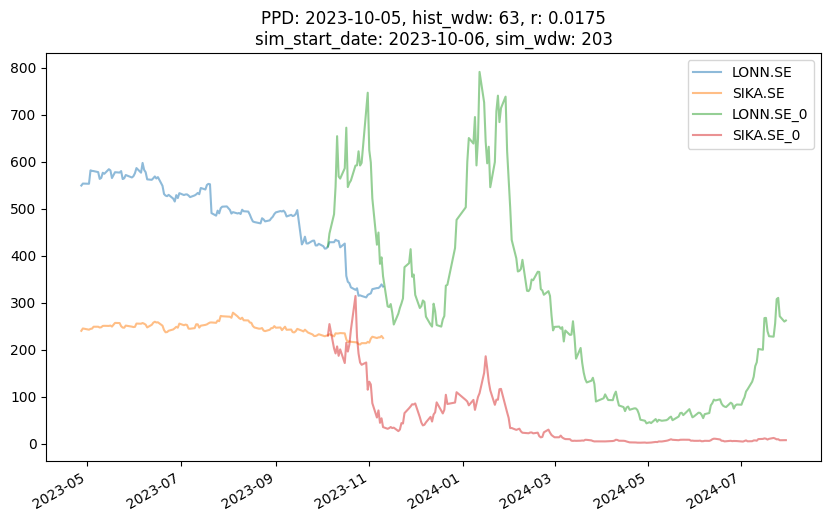 PPD: 2023-10-05, hist_wdw: 63, r: 0.0175
sim_start_date: 2023-10-06, sim_wdw: 203
LONN.SE
SIKA.SE
LONN.SE_0
SIKA.SE_0
800
700
600
500
400
300
200
100
0
2023-05
2023-07
2023-09
2023-11
2024-01
2024-03
2024-05
2024-07